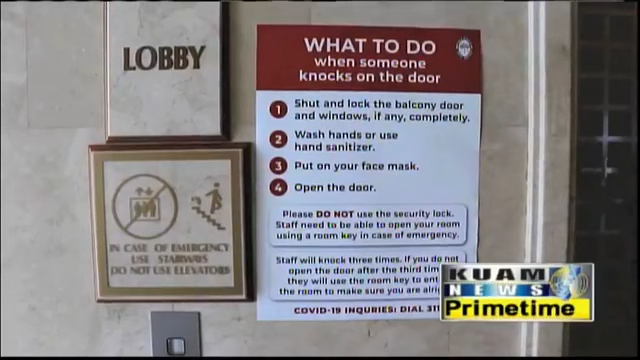 LOBBY
IN CASE OF EMERGENCY
USE STAIRWAYS
DO NOT USE ELEVATORS
WHAT TO DO
when someone
knocks on the door
1 Shut and lock the balcony door
and windows, if any, completely.
2 Wash hands or use
hand sanitizer.
3 Put on your face mask.
4 Open the door.
Please DO NOT use the security lock.
Staff need to be able to open your room
using a room key in case of emergency.
Staff will knock three times. If you do not
open the door after the third
they will use the room key to
the room to make sure you are
COVID-19 INQURIES: DIAL
KUAM
NEWS
Primetime